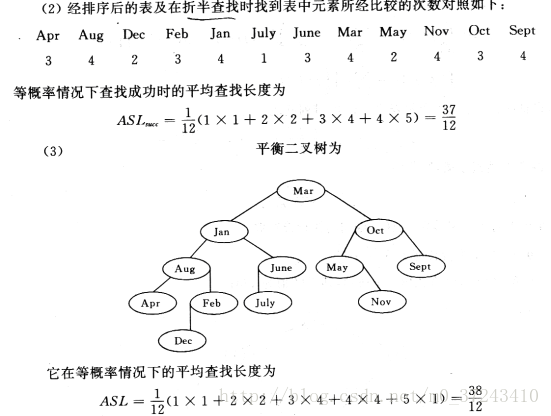 (2) 经排序后的表及在折半查找时找到表中元素所经比较的次数对照如下：
Apr Aug Dec Feb Jan July June Mar May Nov Oct Sept
3 4 2 3 4 1 3 4 2 4 3 4
等概率情况下查找成功时的平均查找长度为
ASLsucc = 1/12(1 × 1 + 2 × 2 + 3 × 4 + 4 × 5) = 37/12
(3) 平衡二叉树为
Mar
Jan Oct
Aug June May Sept
Apr Feb July Nov
Dec
它在等概率情况下的平均查找长度为
ASL = 1/12(1 × 1 + 2 × 2 + 3 × 4 + 4 × 4 + 5 × 1) = 38/12